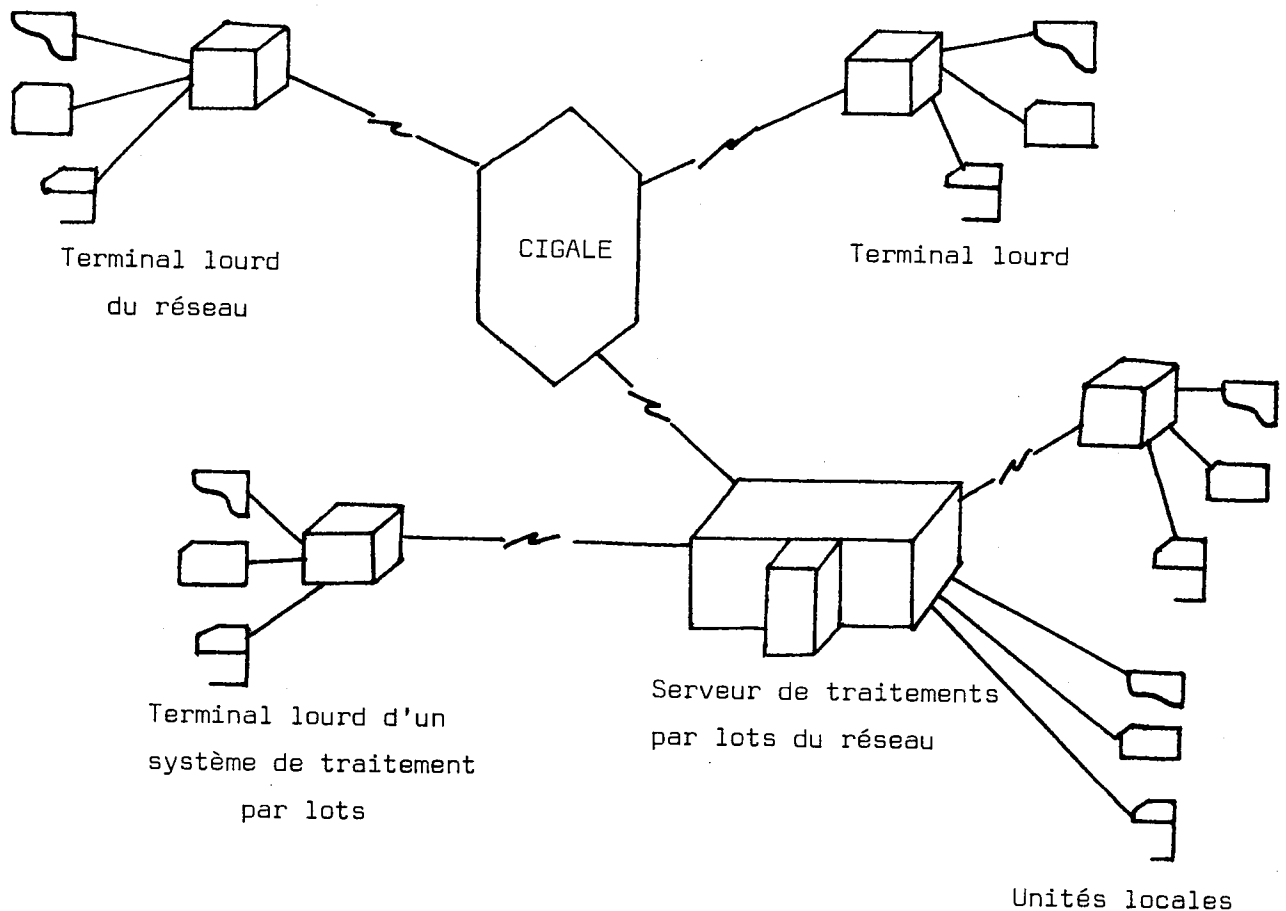 Terminal lourd
du réseau
CIGALE
Terminal lourd
Terminal lourd d'un
système de traitement
par lots
Serveur de traitements
par lots du réseau
Unités locales